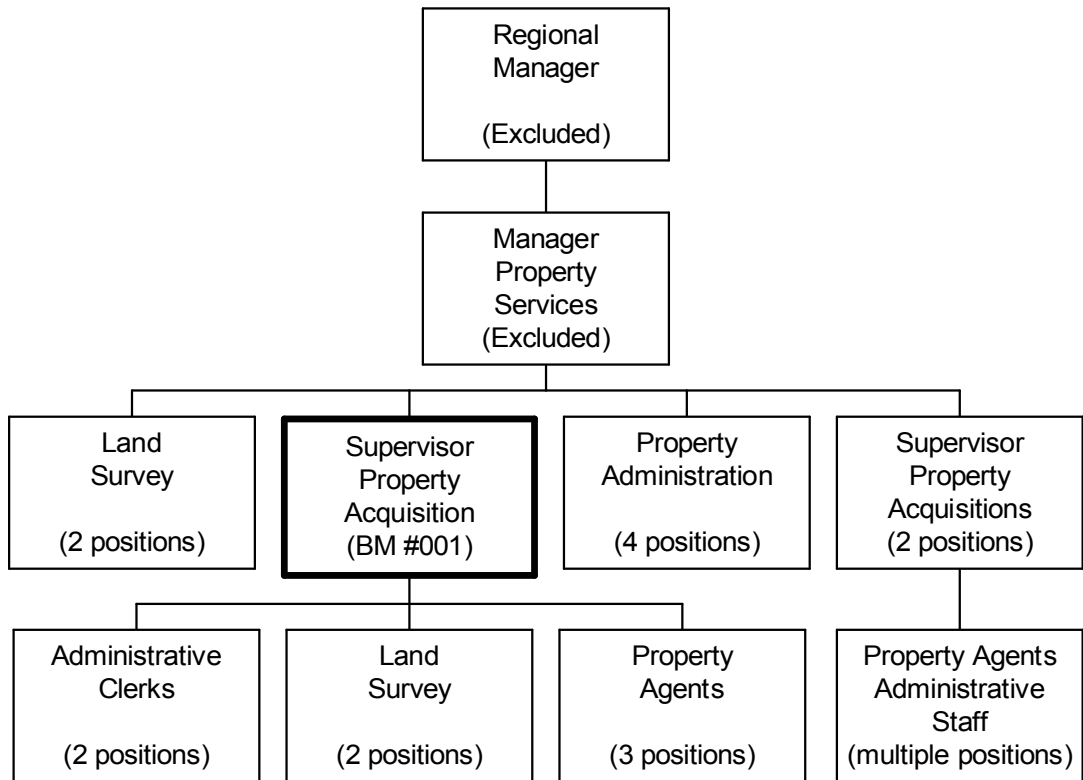 Regional
Manager
(Excluded)
Manager
Property
Services
(Excluded)
Land
Survey
(2 positions)
Supervisor
Property
Acquisition
(BM #001)
Property
Administration
(4 positions)
Supervisor
Property
Acquisitions
(2 positions)
Administrative
Clerks
(2 positions)
Land
Survey
(2 positions)
Property
Agents
(3 positions)
Property Agents
Administrative
Staff
(multiple positions)